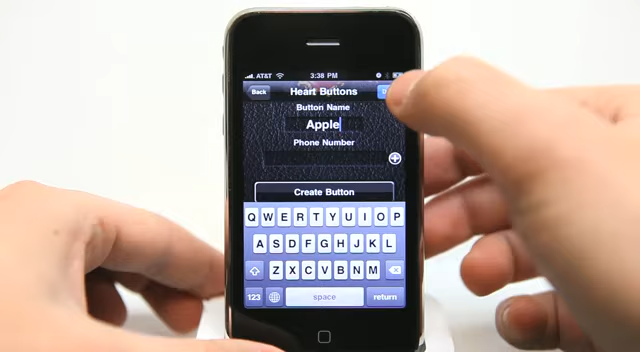 AT&T 3:38 PM
Back Heart Buttons D
Button Name
Apple
Phone Number
Create Button
Q W E R T Y U I O P
A S D F G H J K L
Z X C V B N M
123 space return